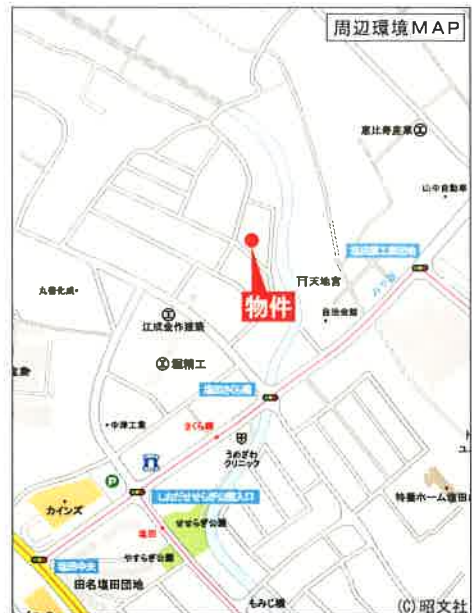 周辺環境MAP
恵比寿産業
山中自動車
塩田原工業団地
天地宮
丸善化成
物件
自治会館
江成金作建築
堀精工
塩田さくら橋
中津工業
さくら橋
うめざわ
クリニック
P
しおだせせらぎ公園入口
特養ホーム塩田
カインズ
塩田
せせらぎ公園
塩田中央
やすらぎ公園
田名塩田団地
もみじ橋
(C)昭文社